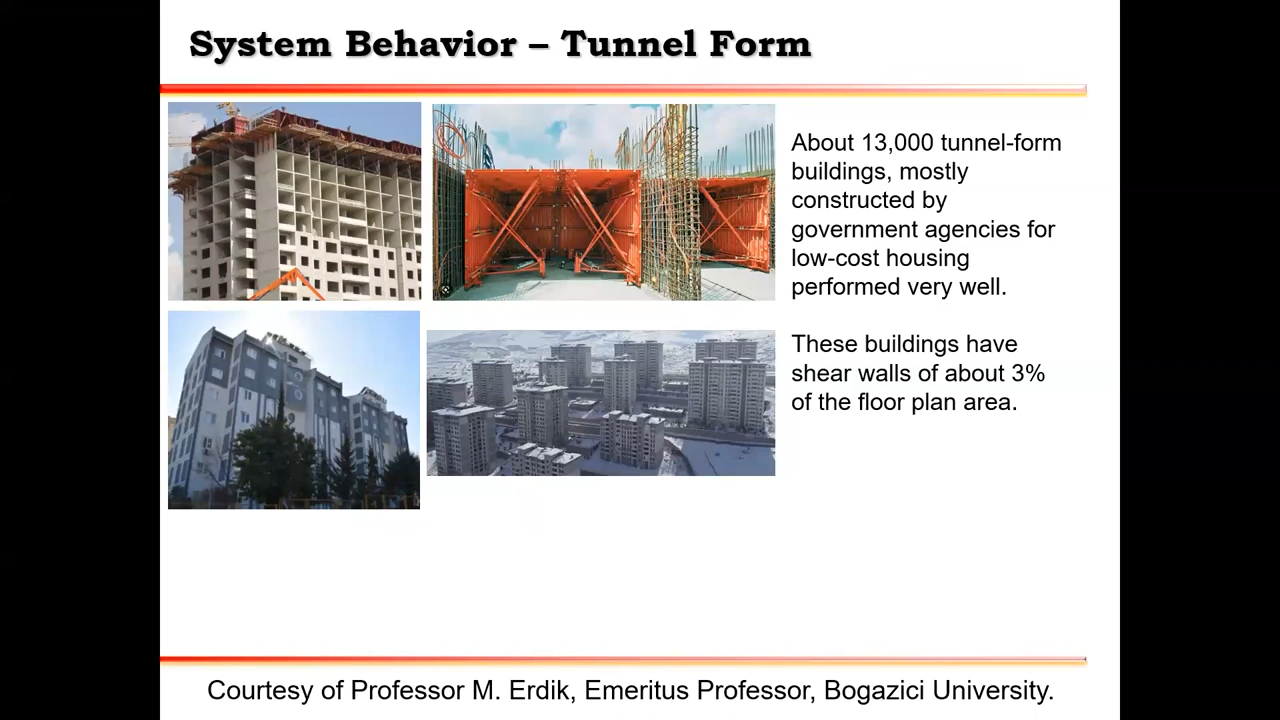 System Behavior – Tunnel Form
About 13,000 tunnel-form
buildings, mostly
constructed by
government agencies for
low-cost housing
performed very well.
These buildings have
shear walls of about 3%
of the floor plan area.
Courtesy of Professor M. Erdik, Emeritus Professor, Bogazici University.